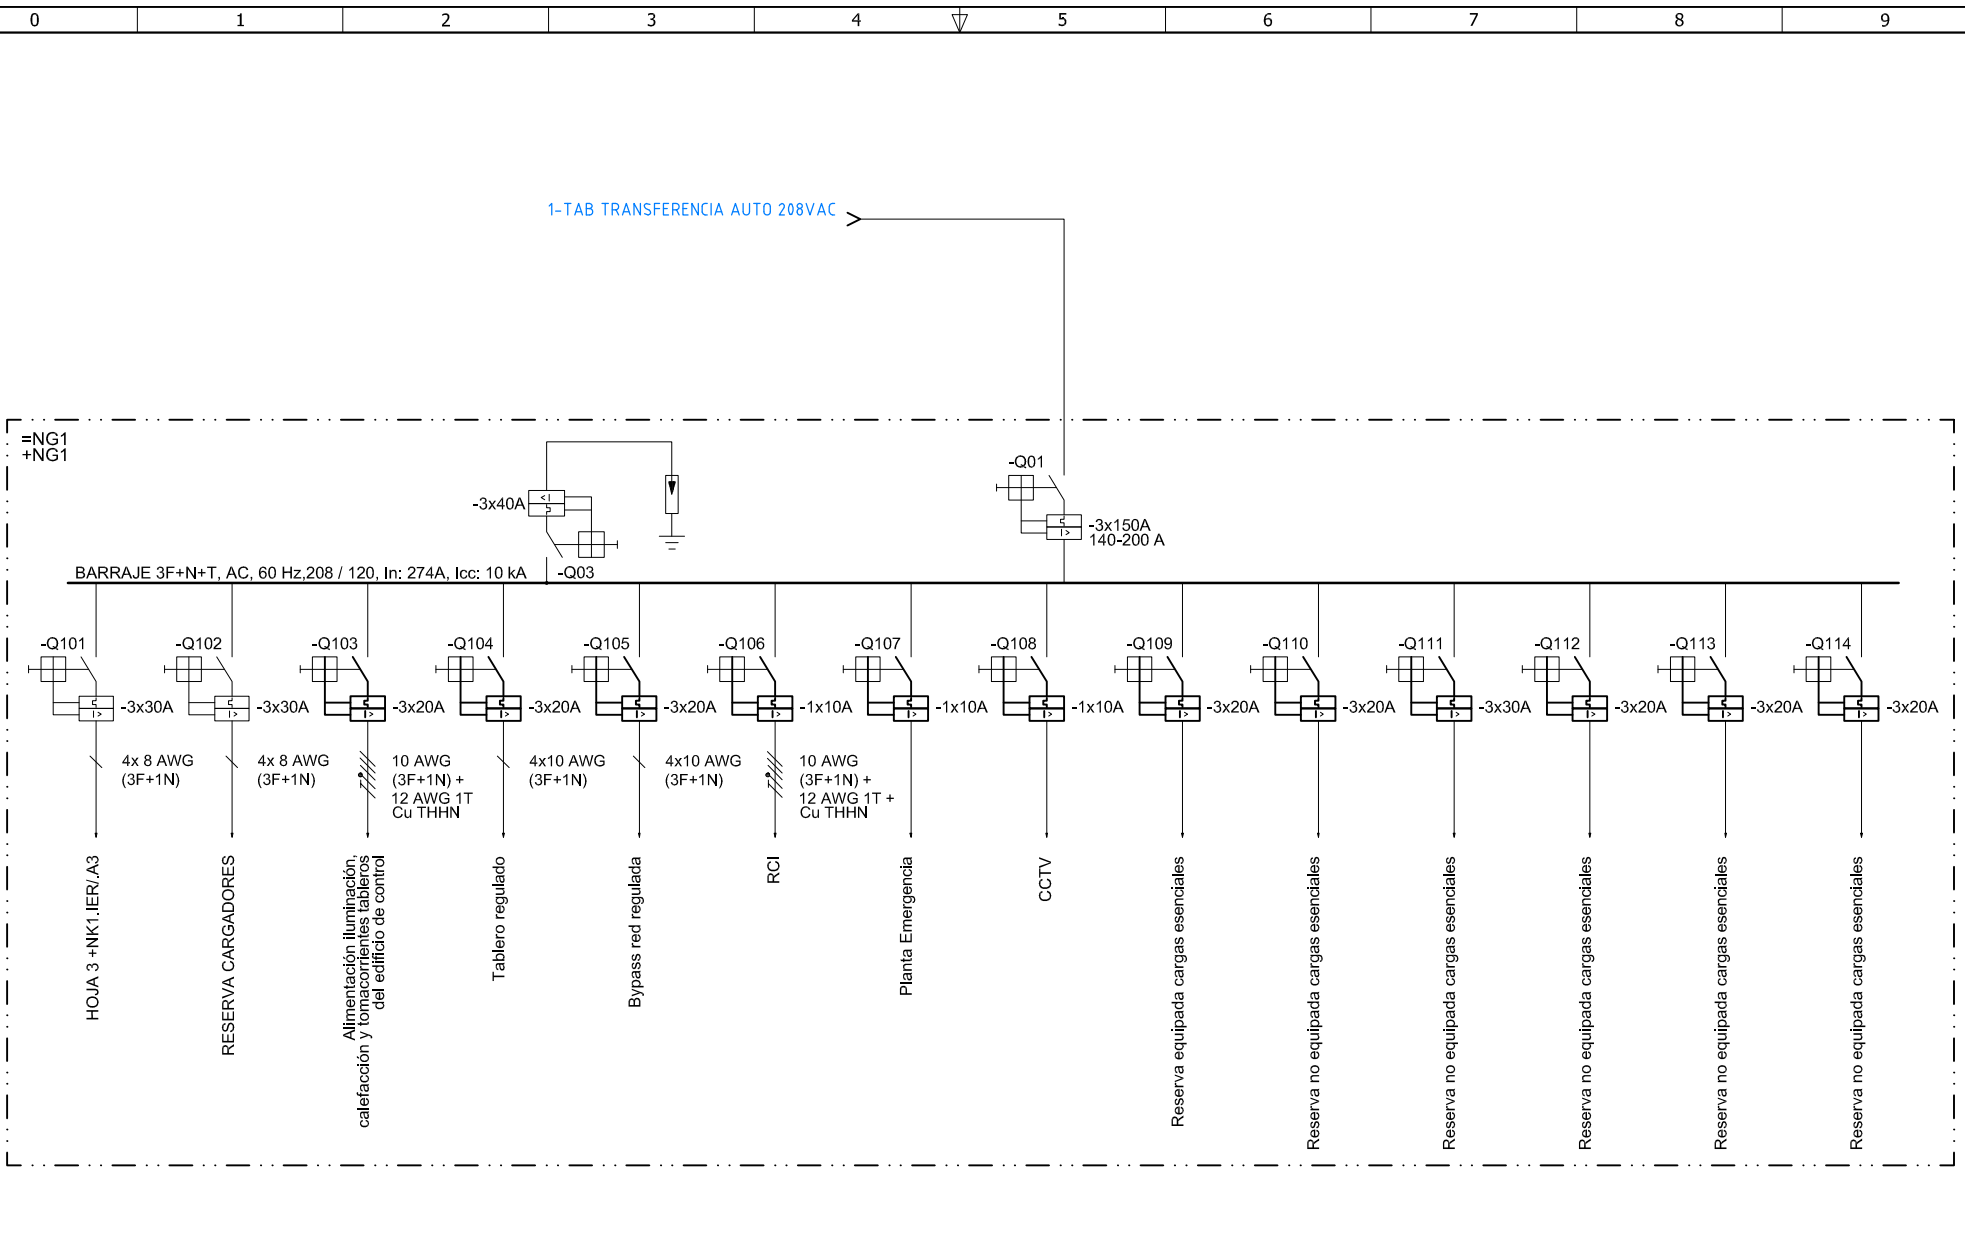 0 1 2 3 4 5 6 7 8 9
1-TAB TRANSFERENCIA AUTO 208VAC
=NG1
+NG1
-Q01
-3x40A
-3x150A
140-200 A
BARRAJE 3F+N+T, AC, 60 Hz,208 / 120, In: 274A, Icc: 10 kA
-Q03
-Q101
-3x30A
4x 8 AWG
(3F+1N)
HOJA 3 +NK1.IER/.A3
-Q102
-3x30A
4x 8 AWG
(3F+1N)
RESERVA CARGADORES
-Q103
-3x20A
10 AWG
(3F+1N) +
12 AWG 1T
Cu THHN
Alimentación iluminación,
calefacción y tomacorrientes tableros
del edificio de control
-Q104
-3x20A
4x10 AWG
(3F+1N)
Tablero regulado
-Q105
-3x20A
4x10 AWG
(3F+1N)
Bypass red regulada
-Q106
-1x10A
10 AWG
(3F+1N) +
12 AWG 1T +
Cu THHN
RCI
-Q107
-1x10A
Planta Emergencia
-Q108
-1x10A
CCTV
-Q109
-3x20A
Reserva equipada cargas esenciales
-Q110
-3x20A
Reserva no equipada cargas esenciales
-Q111
-3x30A
Reserva no equipada cargas esenciales
-Q112
-3x20A
Reserva no equipada cargas esenciales
-Q113
-3x20A
Reserva no equipada cargas esenciales
-Q114
-3x20A
Reserva no equipada cargas esenciales